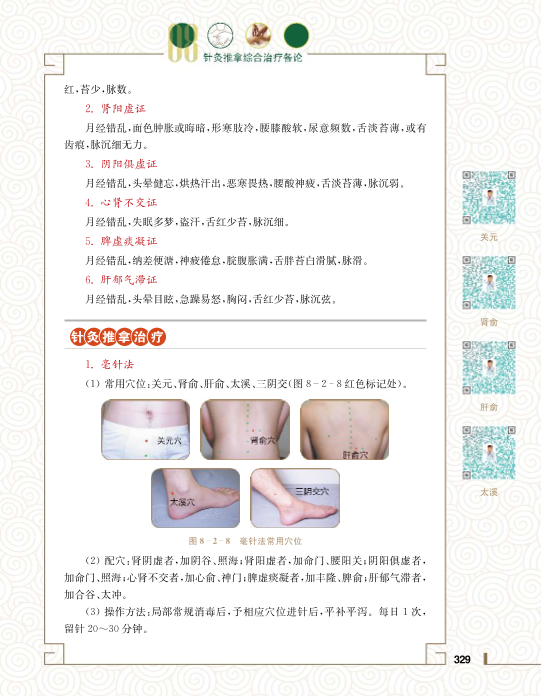 08
针灸推拿综合治疗备论
红,苔少,脉数。
2. 肾阳虚证
月经错乱,面色肿胀或晦暗,形寒肢冷,腰膝酸软,尿意频数,舌淡苔薄,或有
齿痕,脉沉细无力。
3. 阴阳俱虚证
月经错乱,头晕健忘,烘热汗出,恶寒畏热,腰酸神疲,舌淡苔薄,脉沉弱。
4. 心肾不交证
月经错乱,失眠多梦,盗汗,舌红少苔,脉沉细。
5. 脾虚痰凝证
月经错乱,纳差便溏,神疲倦怠,脘腹胀满,舌胖苔白滑腻,脉滑。
6. 肝郁气滞证
月经错乱,头晕目眩,急躁易怒,胸闷,舌红少苔,脉沉弦。
针灸推拿治疗
1. 毫针法
(1) 常用穴位:关元、肾俞、肝俞、太溪、三阴交(图 8-2-8 红色标记处)。
关元穴
肾俞穴
肝俞穴
太溪穴
三阴交穴
图 8-2-8 毫针法常用穴位
(2) 配穴:肾阴虚者,加阴谷、照海;肾阳虚者,加命门、腰阳关;阴阳俱虚者,
加命门、照海;心肾不交者,加心俞、神门;脾虚痰凝者,加丰隆、脾俞;肝郁气滞者,
加合谷、太冲。
(3) 操作方法:局部常规消毒后,予相应穴位进针后,平补平泻。每日 1 次,
留针 20～30 分钟。
关元
肾俞
肝俞
太溪
329